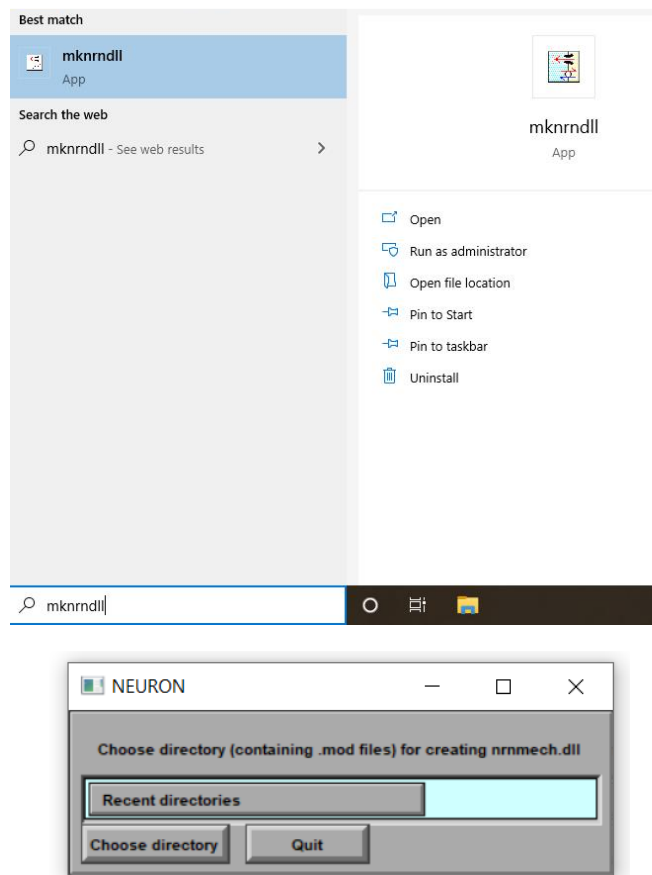 Best match
mknrndll
App
Search the web
mknrndll - See web results
mknrndll
App
Open
Run as administrator
Open file location
Pin to Start
Pin to taskbar
Uninstall
mknrndll
NEURON
Choose directory (containing .mod files) for creating nrnmech.dll
Recent directories
Choose directory
Quit